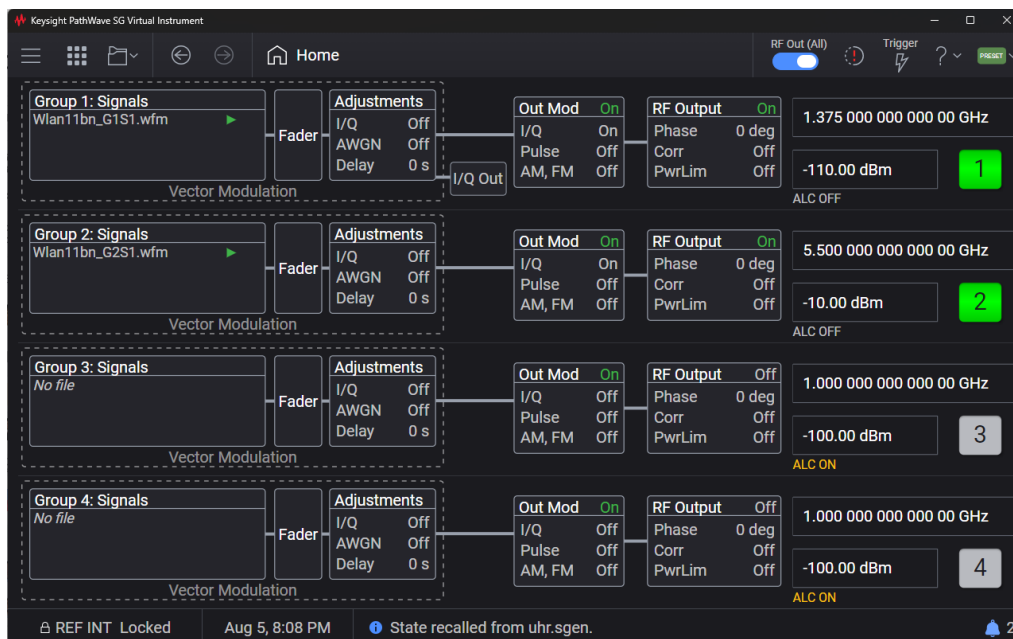 Keysight PathWave SG Virtual Instrument
Home
RF Out (All)
Trigger
?
PRESET
Group 1: Signals
Wlan11bn_G1S1.wfm
Fader
Adjustments
I/Q Off
AWGN Off
Delay 0 s
Vector Modulation
I/Q Out
Out Mod On
I/Q On
Pulse Off
AM, FM Off
RF Output On
Phase 0 deg
Corr Off
PwrLim Off
1.375 000 000 000 00 GHz
-110.00 dBm
1
ALC OFF
Group 2: Signals
Wlan11bn_G2S1.wfm
Fader
Adjustments
I/Q Off
AWGN Off
Delay 0 s
Vector Modulation
Out Mod On
I/Q On
Pulse Off
AM, FM Off
RF Output On
Phase 0 deg
Corr Off
PwrLim Off
5.500 000 000 000 00 GHz
-10.00 dBm
2
ALC OFF
Group 3: Signals
No file
Fader
Adjustments
I/Q Off
AWGN Off
Delay 0 s
Vector Modulation
Out Mod On
I/Q Off
Pulse Off
AM, FM Off
RF Output Off
Phase 0 deg
Corr Off
PwrLim Off
1.000 000 000 000 00 GHz
-100.00 dBm
3
ALC ON
Group 4: Signals
No file
Fader
Adjustments
I/Q Off
AWGN Off
Delay 0 s
Vector Modulation
Out Mod On
I/Q Off
Pulse Off
AM, FM Off
RF Output Off
Phase 0 deg
Corr Off
PwrLim Off
1.000 000 000 000 00 GHz
-100.00 dBm
4
ALC ON
REF INT Locked
Aug 5, 8:08 PM
State recalled from uhr.sgen.
2